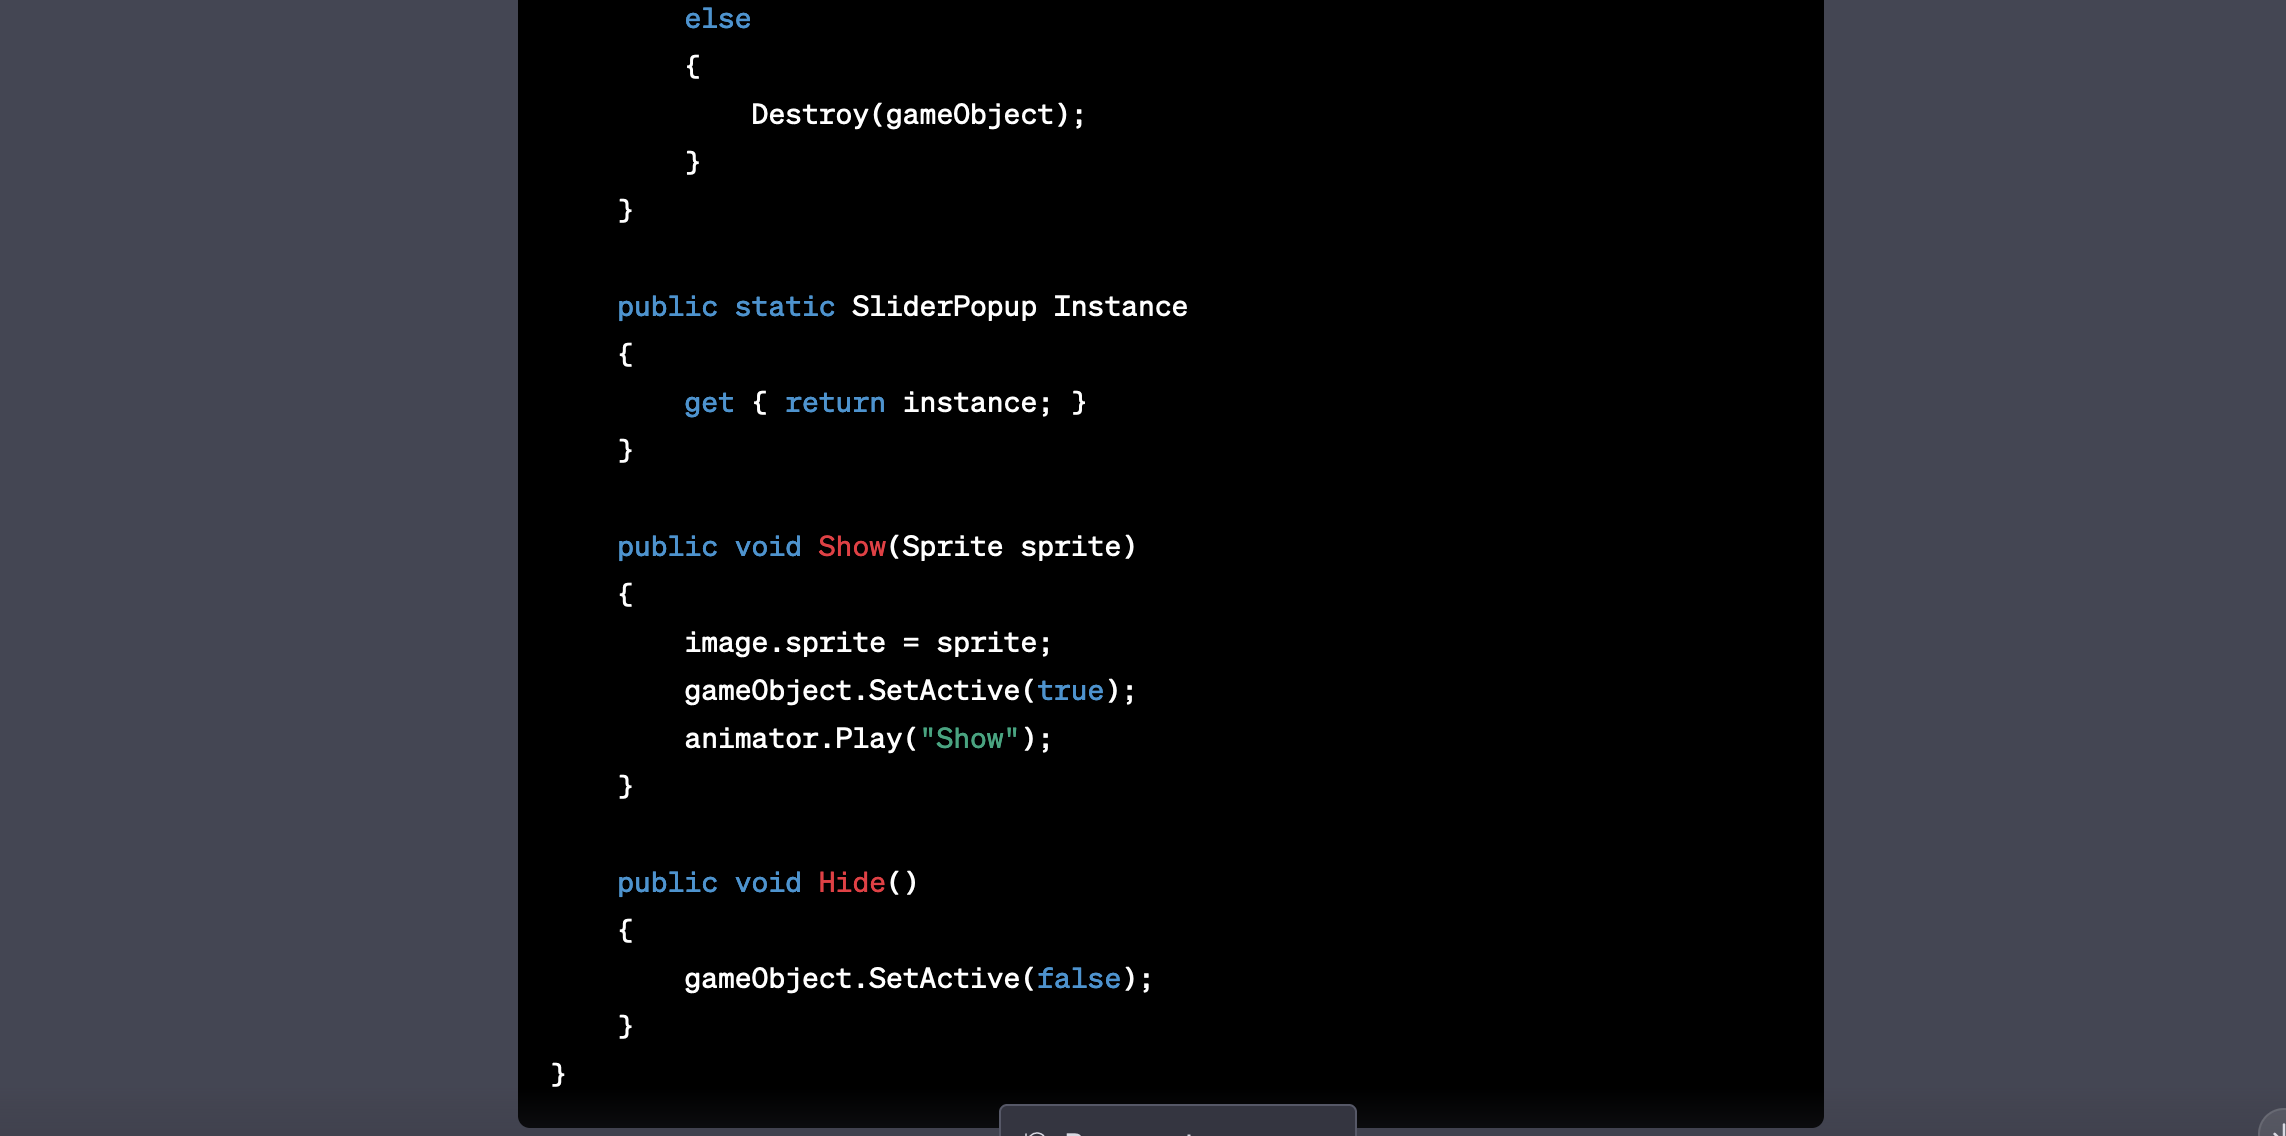 else
{
Destroy(gameObject);
}
}
public static SliderPopup Instance
{
get { return instance; }
}
public void Show(Sprite sprite)
{
image.sprite = sprite;
gameObject.SetActive(true);
animator.Play("Show");
}
public void Hide()
{
gameObject.SetActive(false);
}
}